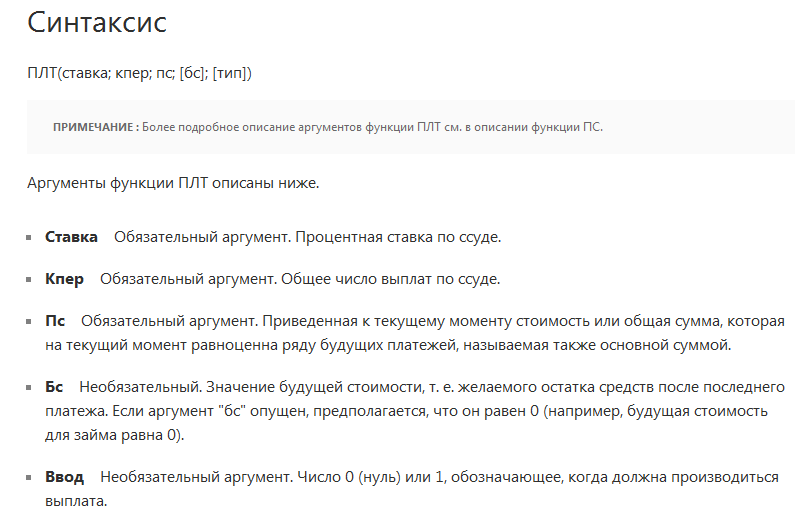 Синтаксис
ПЛТ(ставка; кпер; пс; [бс]; [тип])
ПРИМЕЧАНИЕ : Более подробное описание аргументов функции ПЛТ см. в описании функции ПС.
Аргументы функции ПЛТ описаны ниже.
Ставка Обязательный аргумент. Процентная ставка по ссуде.
Кпер Обязательный аргумент. Общее число выплат по ссуде.
Пс Обязательный аргумент. Приведенная к текущему моменту стоимость или общая сумма, которая
на текущий момент равноценна ряду будущих платежей, называемая также основной суммой.
Бс Необязательный. Значение будущей стоимости, т. е. желаемого остатка средств после последнего
платежа. Если аргумент "бс" опущен, предполагается, что он равен 0 (например, будущая стоимость
для займа равна 0).
Ввод Необязательный аргумент. Число 0 (нуль) или 1, обозначающее, когда должна производиться
выплата.